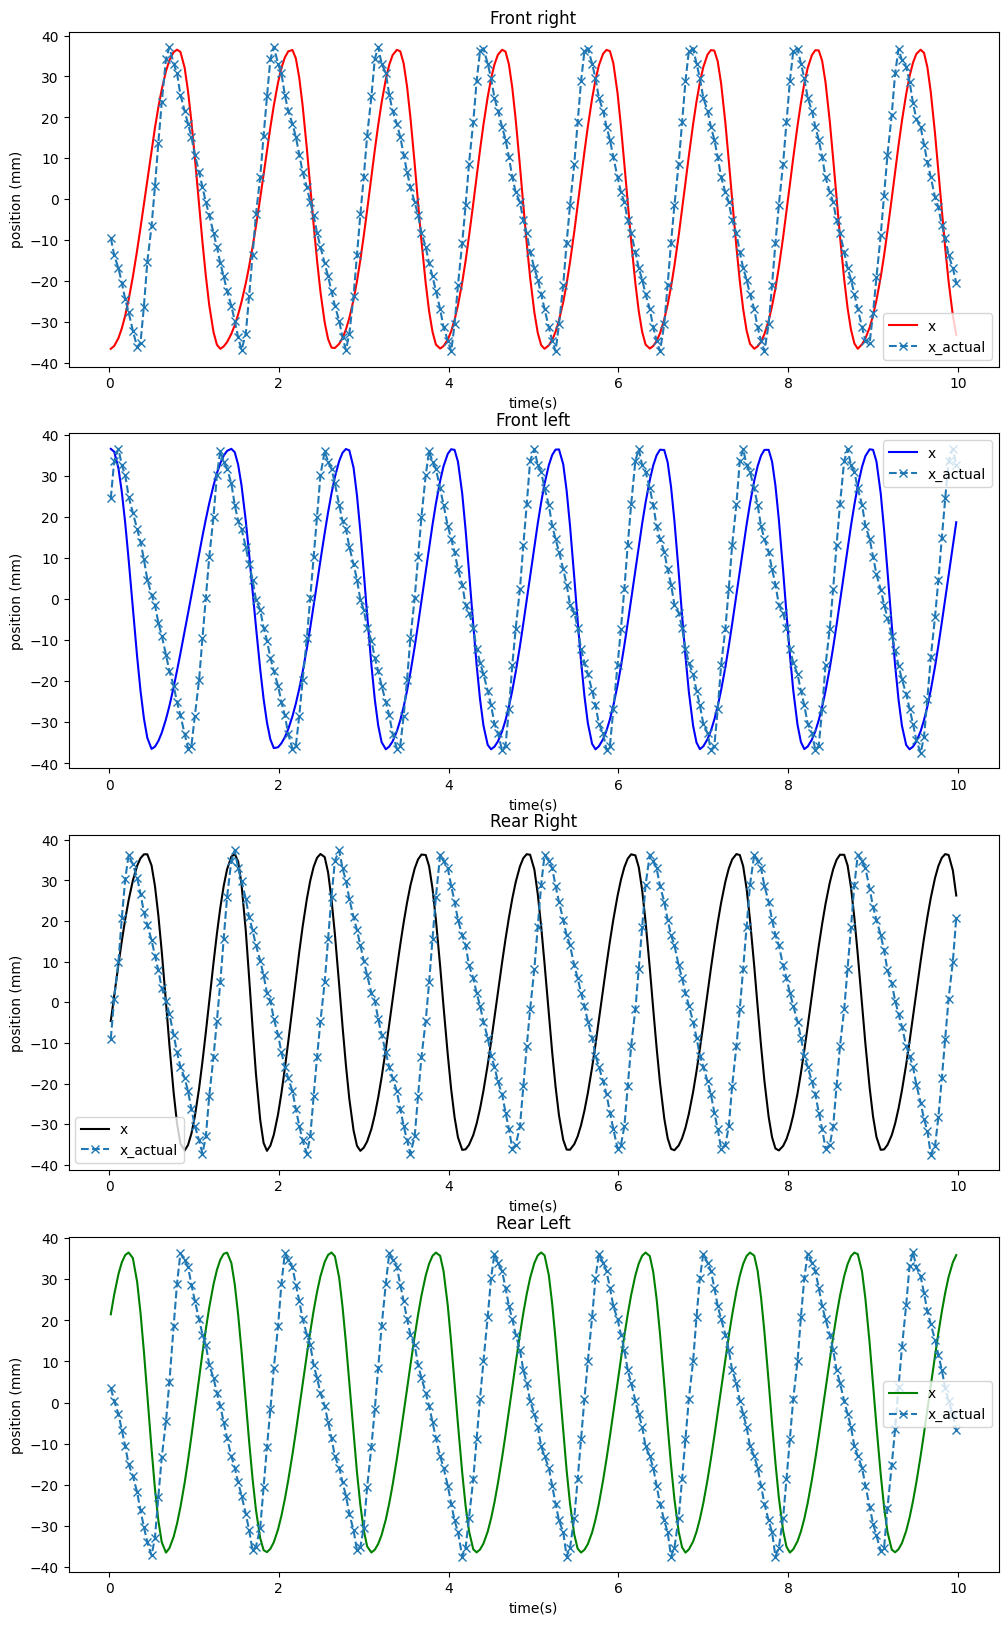 Front right
40
30
20
10
0
−10
−20
−30
−40
position (mm)
x
x_actual
0 2 4 6 8 10
time(s)
Front left
40
30
20
10
0
−10
−20
−30
−40
position (mm)
x
x_actual
0 2 4 6 8 10
time(s)
Rear Right
40
30
20
10
0
−10
−20
−30
−40
position (mm)
x
x_actual
0 2 4 6 8 10
time(s)
Rear Left
40
30
20
10
0
−10
−20
−30
−40
position (mm)
x
x_actual
0 2 4 6 8 10
time(s)